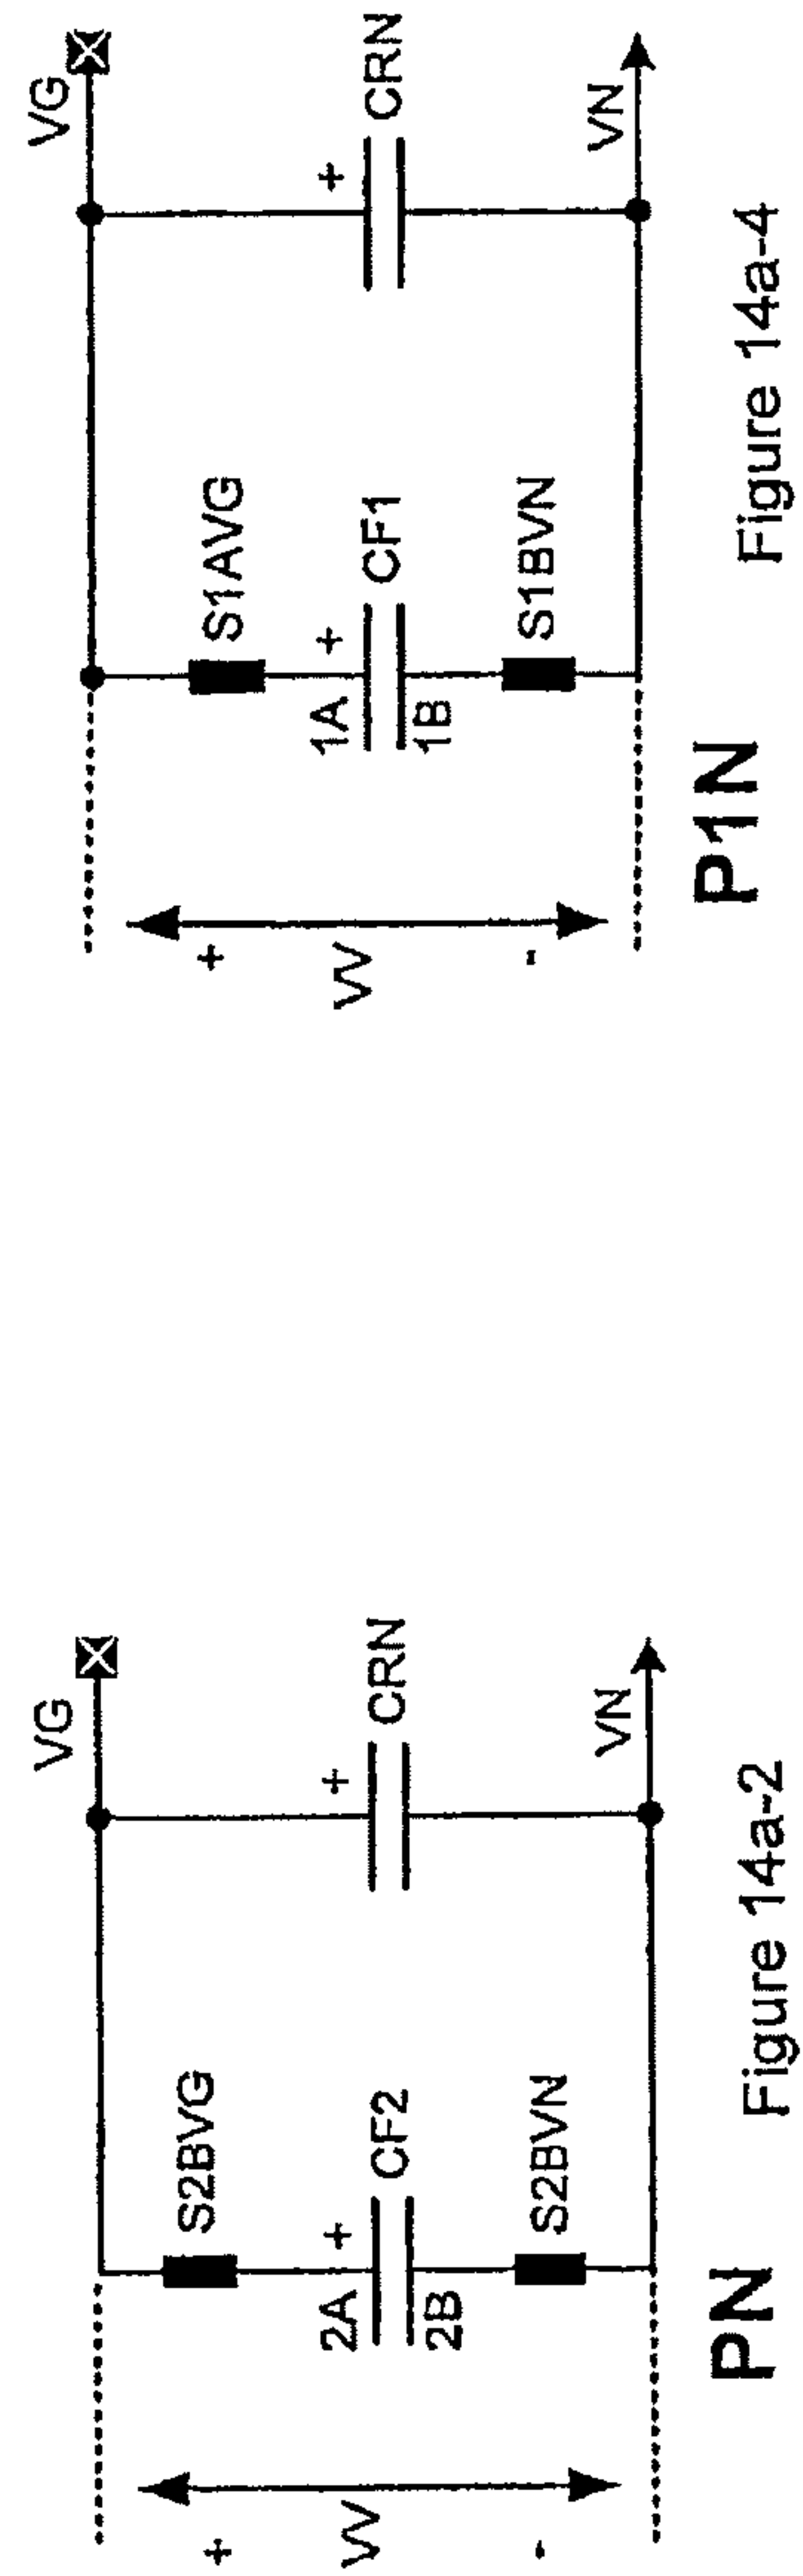 VG
S2BVG
+
2A
+
CF2
+
CRN
VV
2B
-
S2BVN
VN
PN
Figure 14a-2
VG
S1AVG
+
1A
+
CF1
+
CRN
VV
1B
-
S1BVN
VN
P1N
Figure 14a-4